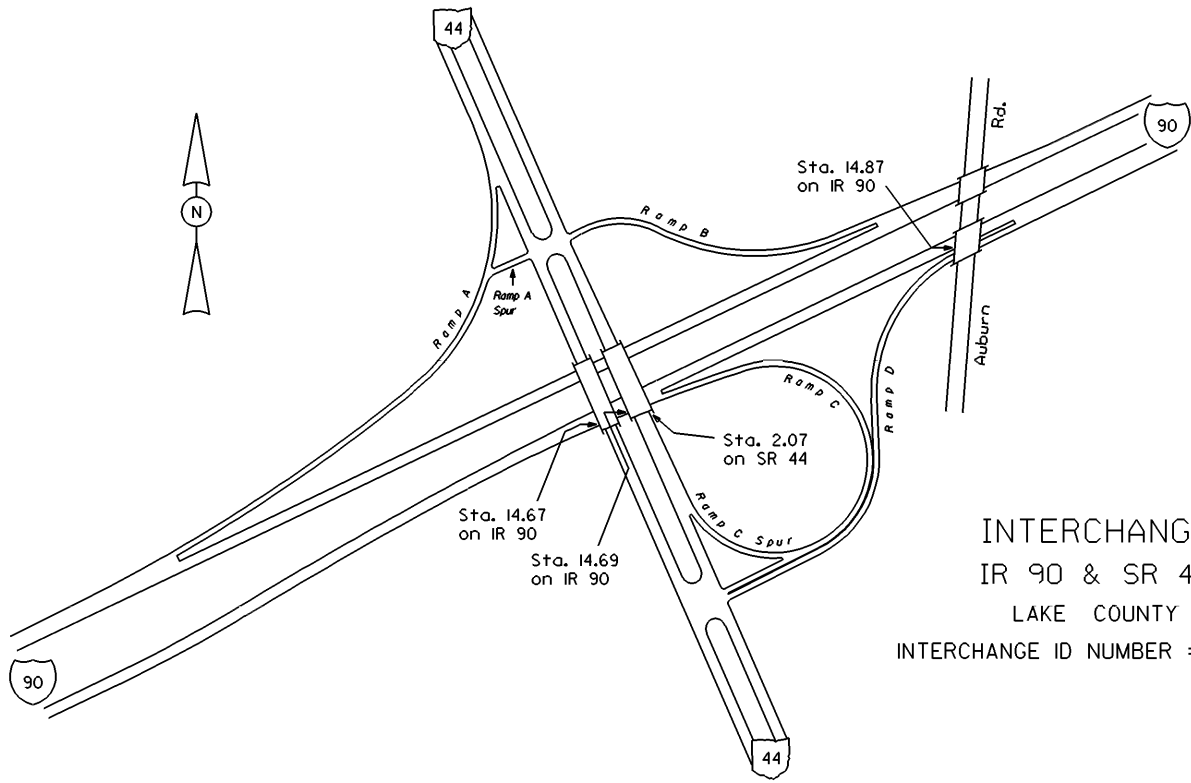 44
90
Rd.
Sta. 14.87
on IR 90
Ramp B
N
Ramp A
Spur
Ramp A
Auburn
Ramp C
Ramp D
Sta. 2.07
on SR 44
Ramp C Spur
Sta. 14.67
on IR 90
Sta. 14.69
on IR 90
INTERCHANG
IR 90 & SR 4
LAKE COUNTY
INTERCHANGE ID NUMBER =
90
44